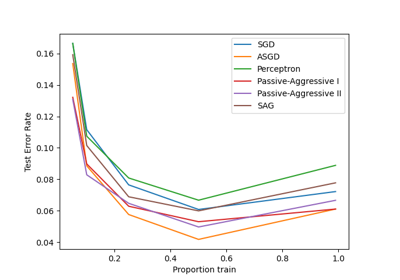 0.16
0.14
0.12
0.10
0.08
0.06
0.04
Test Error Rate
SGD
ASGD
Perceptron
Passive-Aggressive I
Passive-Aggressive II
SAG
0.2
0.4
0.6
0.8
1.0
Proportion train